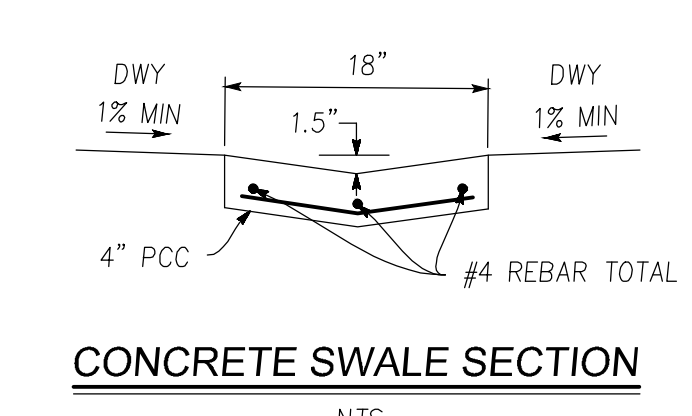 18"
DWY
1% MIN
DWY
1% MIN
1.5"
4" PCC
#4 REBAR TOTAL
CONCRETE SWALE SECTION
NTS